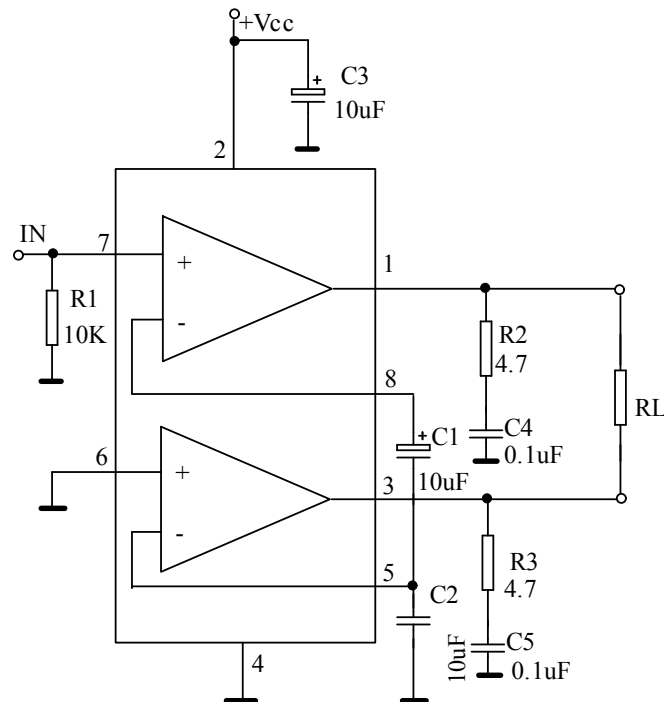 +Vcc
C3
+
10uF
2
IN
7
1
+
R1
10K
-
R2
4.7
8
RL
C4
0.1uF
+
C1
10uF
6
+
3
-
R3
4.7
5
C2
10uF
C5
0.1uF
4